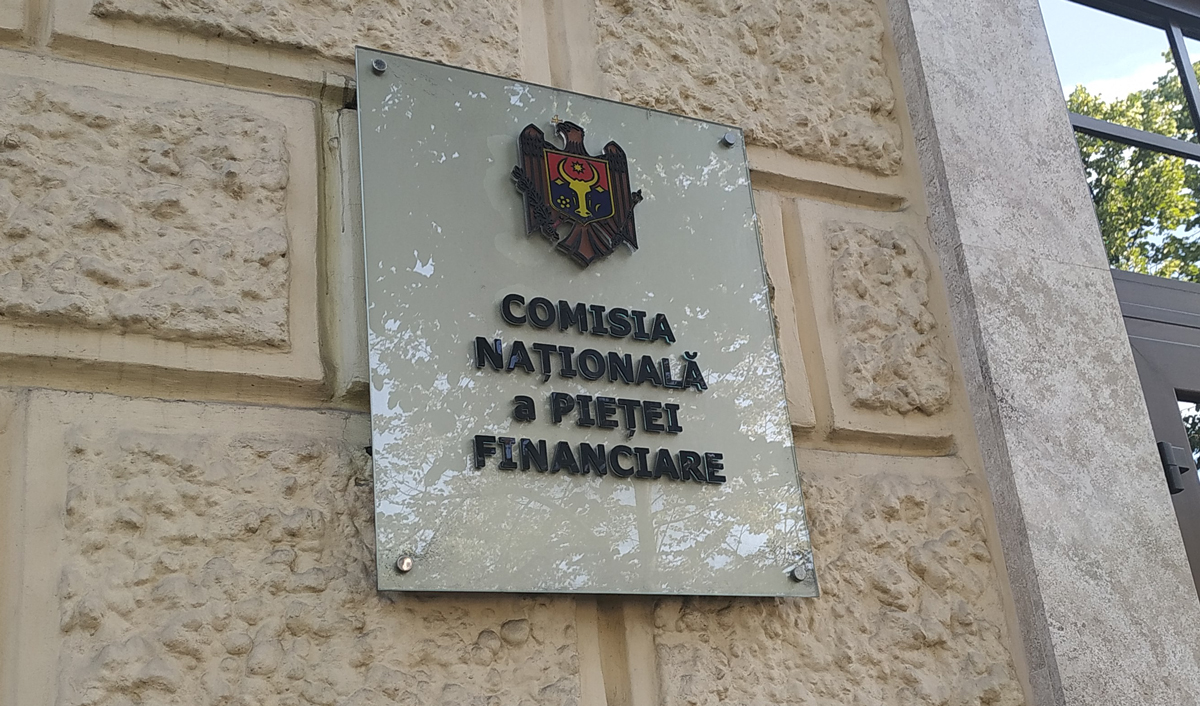 COMISIA
NAȚIONALĂ
a PIEȚEI
FINANCIARE